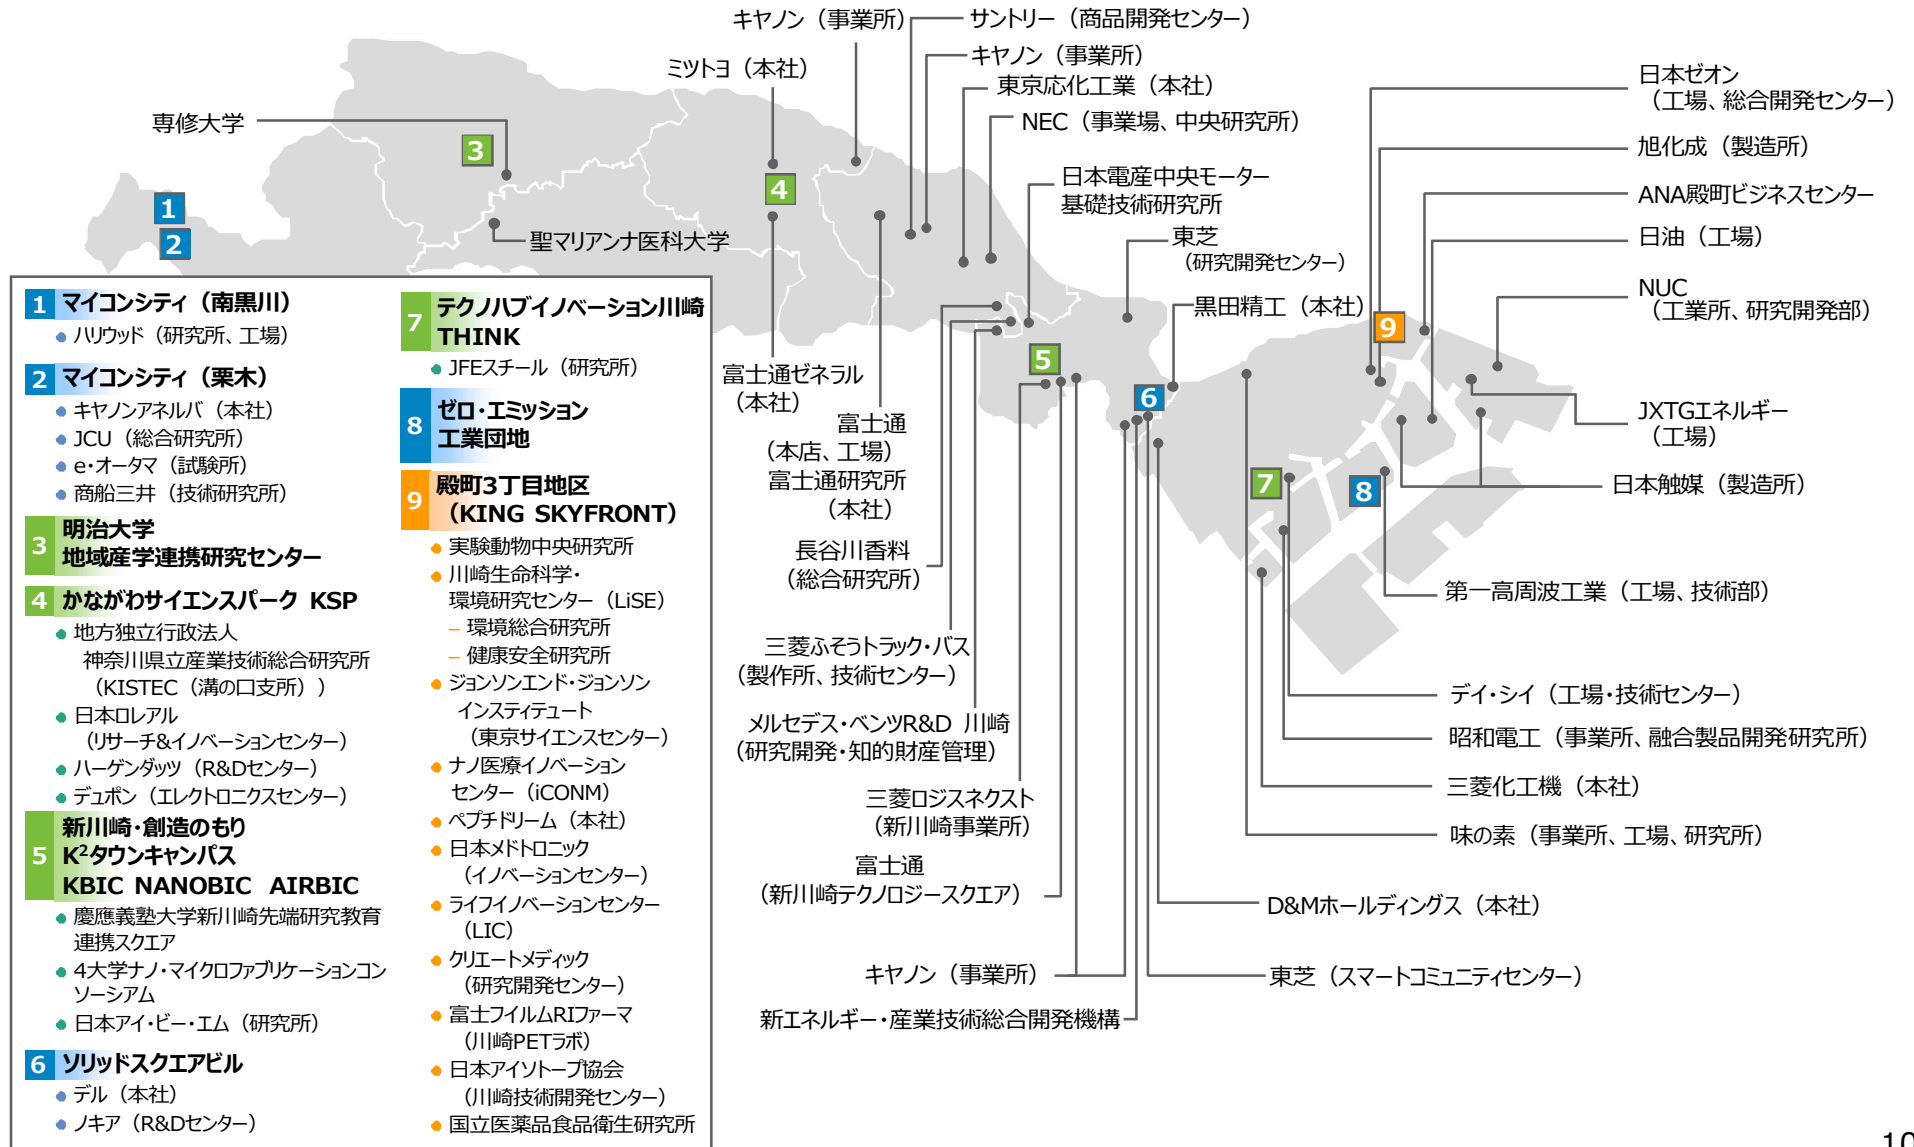 キヤノン（事業所）
サントリー（商品開発センター）
キヤノン（事業所）
ミツトヨ（本社）
東京応化工業（本社）
NEC（事業場、中央研究所）
専修大学
日本電産中央モーター
基礎技術研究所
聖マリアンナ医科大学
東芝
（研究開発センター）
黒田精工（本社）
日本ゼオン
（工場、総合開発センター）
旭化成（製造所）
ANA殿町ビジネスセンター
日油（工場）
NUC
（工業所、研究開発部）
JXTGエネルギー
（工場）
日本触媒（製造所）
第一高周波工業（工場、技術部）
デイ・シイ（工場・技術センター）
昭和電工（事業所、融合製品開発研究所）
三菱化工機（本社）
味の素（事業所、工場、研究所）
D&Mホールディングス（本社）
東芝（スマートコミュニティセンター）
富士通ゼネラル
（本社）
富士通
（本店、工場）
富士通研究所
（本社）
長谷川香料
（総合研究所）
三菱ふそうトラック・バス
（製作所、技術センター）
メルセデス・ベンツR&D 川崎
（研究開発・知的財産管理）
三菱ロジスネクスト
（新川崎事業所）
富士通
（新川崎テクノロジースクエア）
キヤノン（事業所）
新エネルギー・産業技術総合開発機構
1
2
3
4
5
6
7
8
9
1 マイコンシティ（南黒川）
ハリウッド（研究所、工場）
2 マイコンシティ（栗木）
キヤノンアネルバ（本社）
JCU（総合研究所）
e・オータマ（試験所）
商船三井（技術研究所）
3 明治大学
地域産学連携研究センター
4 かながわサイエンスパーク KSP
地方独立行政法人
神奈川県立産業技術総合研究所
（KISTEC（溝の口支所））
日本ロレアル
（リサーチ&イノベーションセンター）
ハーゲンダッツ（R&Dセンター）
デュポン（エレクトロニクスセンター）
新川崎・創造のもり
5 K²タウンキャンパス
KBIC NANOBIC AIRBIC
慶應義塾大学新川崎先端研究教育
連携スクエア
4大学ナノ・マイクロファブリケーションコン
ソーシアム
日本アイ・ビー・エム（研究所）
6 ソリッドスクエアビル
デル（本社）
ノキア（R&Dセンター）
7 テクノハブイノベーション川崎
THINK
JFEスチール（研究所）
8 ゼロ・エミッション
工業団地
9 殿町3丁目地区
（KING SKYFRONT）
実験動物中央研究所
川崎生命科学・
環境研究センター（LiSE）
– 環境総合研究所
– 健康安全研究所
ジョンソンエンド・ジョンソン
インスティテュート
（東京サイエンスセンター）
ナノ医療イノベーション
センター（iCONM）
ペプチドリーム（本社）
日本メドトロニック
（イノベーションセンター）
ライフイノベーションセンター
（LIC）
クリエートメディック
（研究開発センター）
富士フイルムRIファーマ
（川崎PETラボ）
日本アイソトープ協会
（川崎技術開発センター）
国立医薬品食品衛生研究所
10